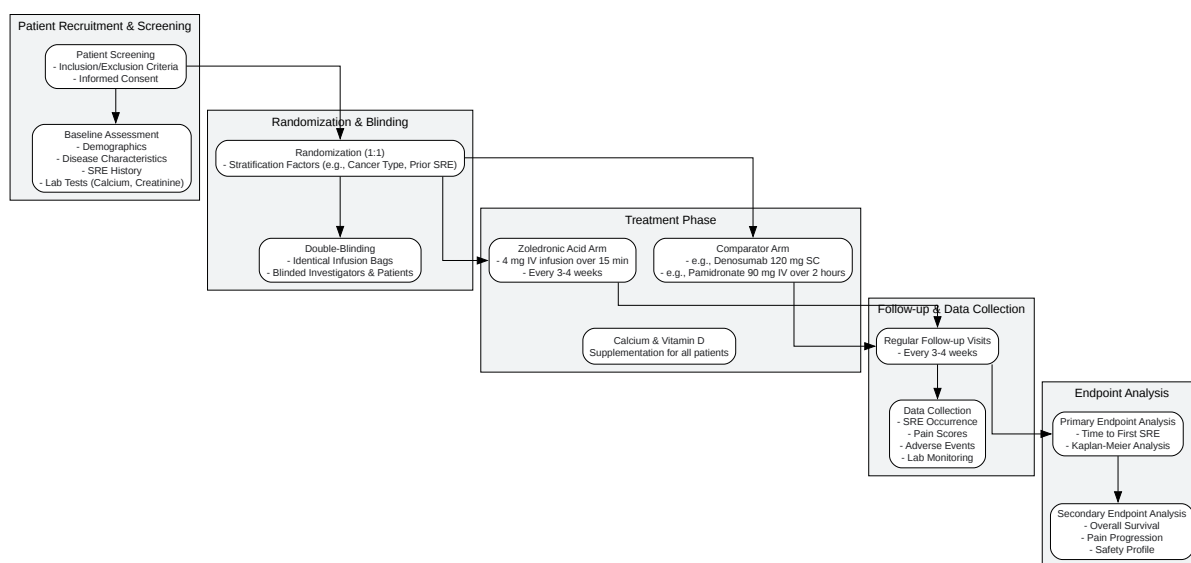 Patient Recruitment & Screening
Patient Screening
- Inclusion/Exclusion Criteria
- Informed Consent
Baseline Assessment
- Demographics
- Disease Characteristics
- SRE History
- Lab Tests (Calcium, Creatinine)
Randomization & Blinding
Randomization (1:1)
- Stratification Factors (e.g., Cancer Type, Prior SRE)
Double-Blinding
- Identical Infusion Bags
- Blinded Investigators & Patients
Treatment Phase
Zoledronic Acid Arm
- 4 mg IV infusion over 15 min
- Every 3-4 weeks
Comparator Arm
- e.g., Denosumab 120 mg SC
- e.g., Pamidronate 90 mg IV over 2 hours
Calcium & Vitamin D
Supplementation for all patients
Follow-up & Data Collection
Regular Follow-up Visits
- Every 3-4 weeks
Data Collection
- SRE Occurrence
- Pain Scores
- Adverse Events
- Lab Monitoring
Endpoint Analysis
Primary Endpoint Analysis
- Time to First SRE
- Kaplan-Meier Analysis
Secondary Endpoint Analysis
- Overall Survival
- Pain Progression
- Safety Profile